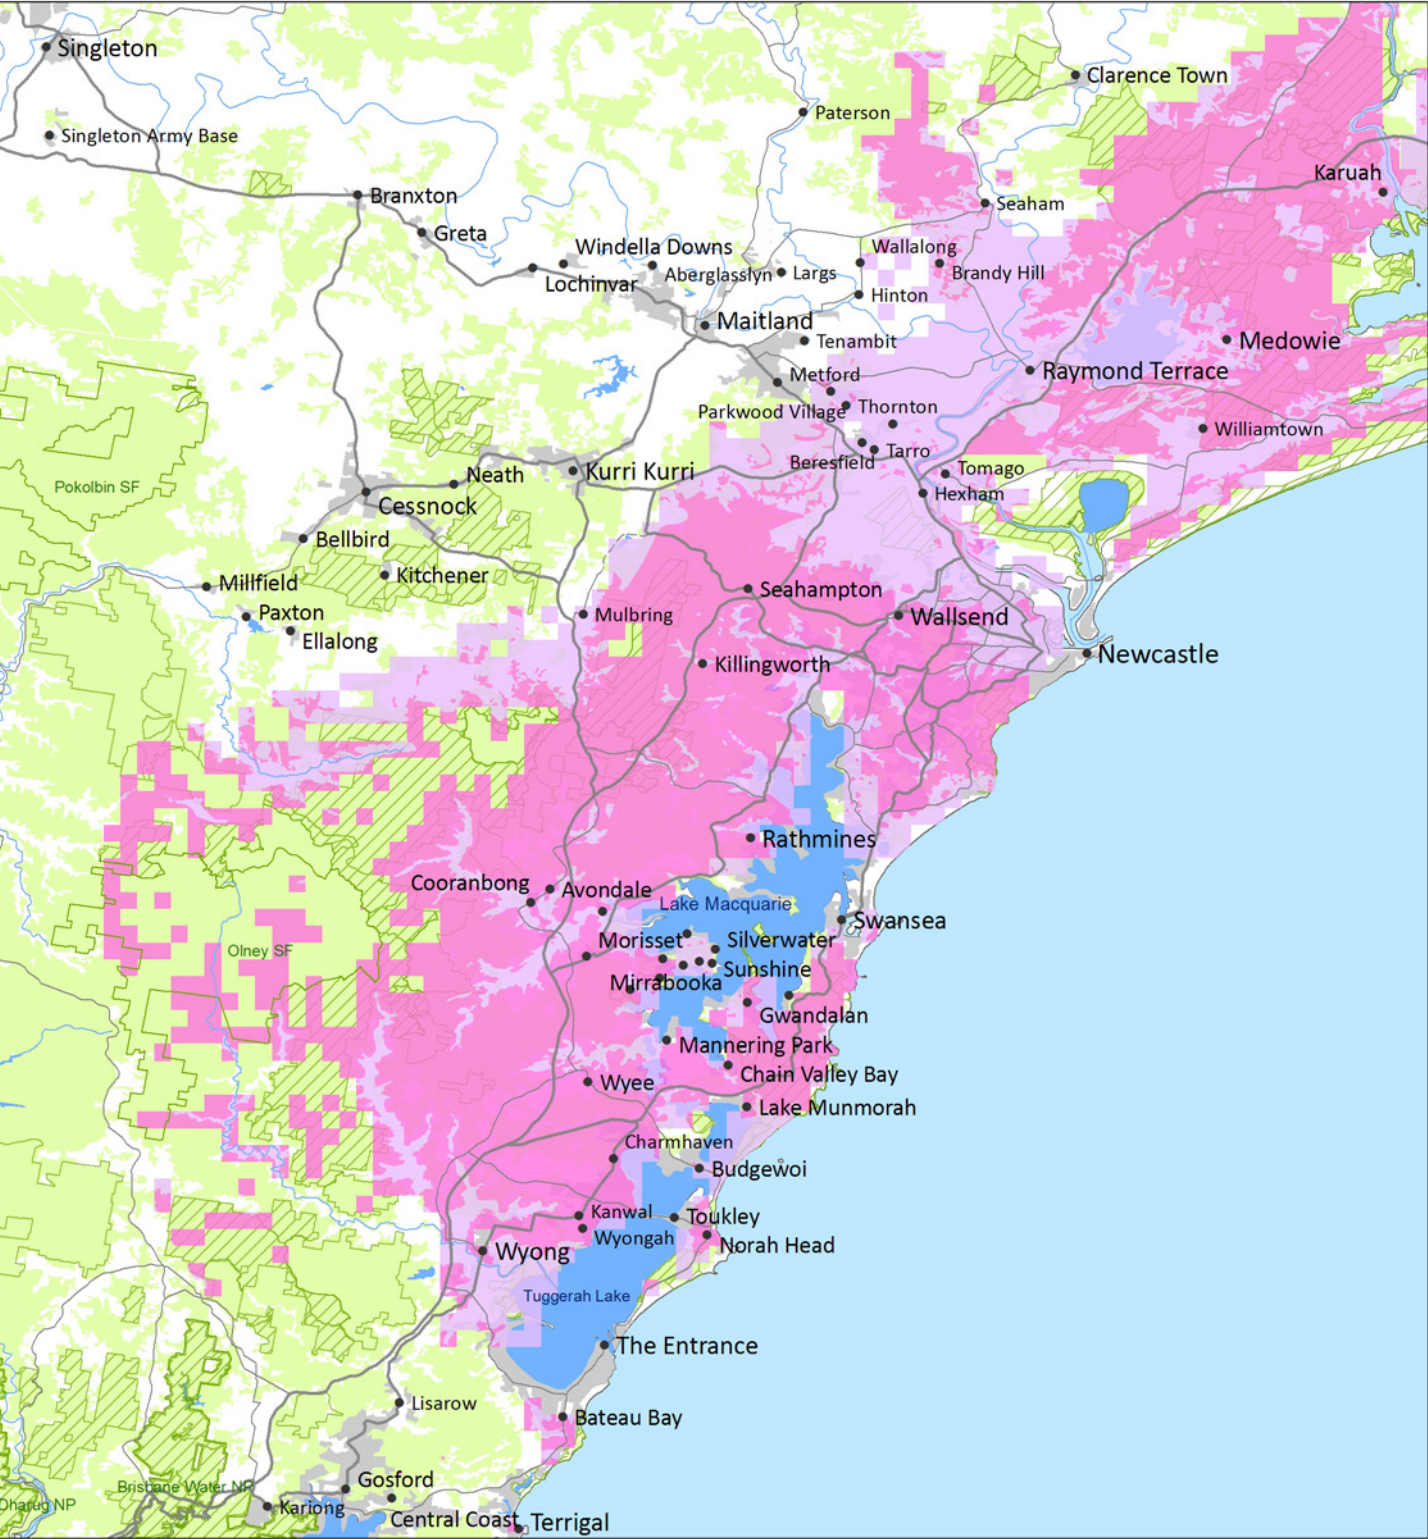 Singleton
Clarence Town
Paterson
Singleton Army Base
Karuah
Branxton
Seaham
Greta
Windella Downs
Wallalong
Aberglasslyn
Largs
Brandy Hill
Lochinvar
Hinton
Maitland
Tenambit
Medowie
Metford
Raymond Terrace
Parkwood Village
Thornton
Williamtown
Tarro
Beresfield
Tomago
Kurri Kurri
Neath
Pokolbin SF
Hexham
Cessnock
Bellbird
Kitchener
Millfield
Seahampton
Paxton
Mulbring
Wallsend
Ellalong
Newcastle
Killingworth
Rathmines
Cooranbong
Avondale
Lake Macquarie
Swansea
Morisset
Silverwater
Olney SF
Sunshine
Mirrabooka
Gwandalan
Mannering Park
Chain Valley Bay
Wyee
Lake Munmorah
Charmhaven
Budgewoi
Kanwal
Toukley
Wyongah
Norah Head
Wyong
Tuggerah Lake
The Entrance
Lisarow
Bateau Bay
Gosford
Brisbane Water NP
Dharug NP
Kariong
Central Coast
Terrigal